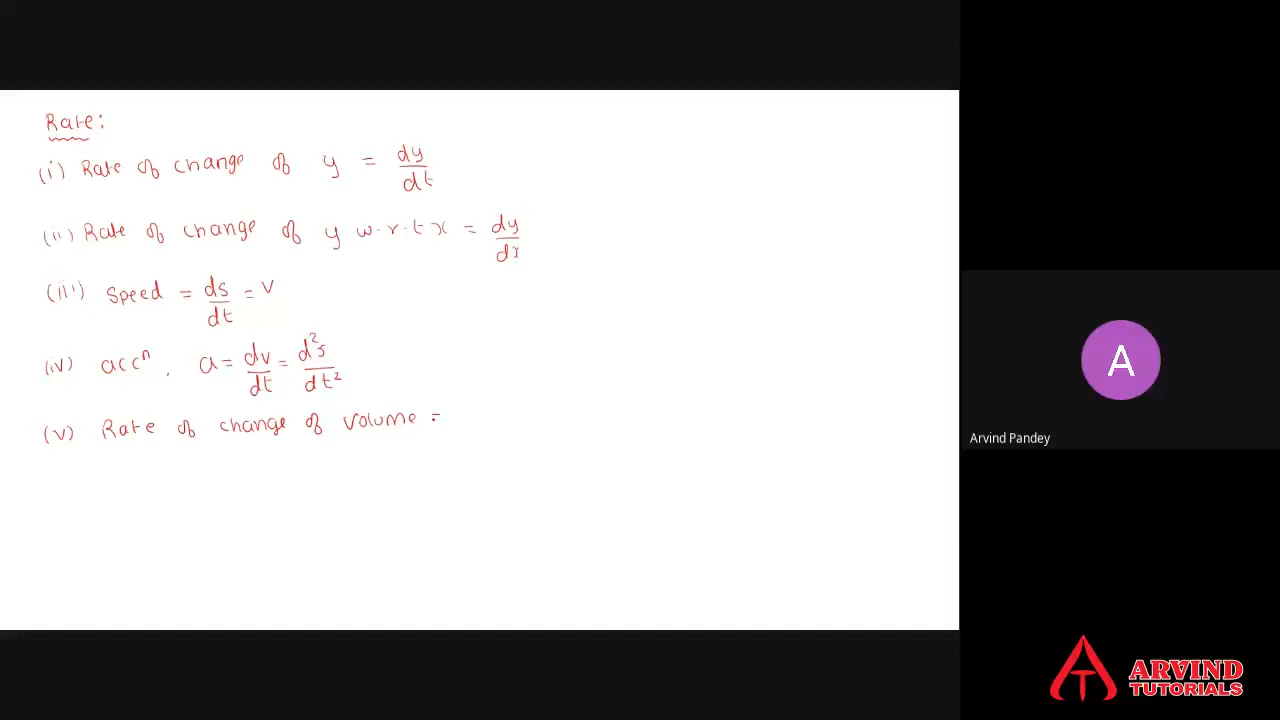 Rate:
(i) Rate of change of y = dy/dt
(ii) Rate of change of y w.r.t x = dy/dx
(iii) speed = ds/dt = v
(iv) accⁿ, a = dv/dt = d²s/dt²
(v) Rate of change of volume =
A
Arvind Pandey
ARVIND
TUTORIALS